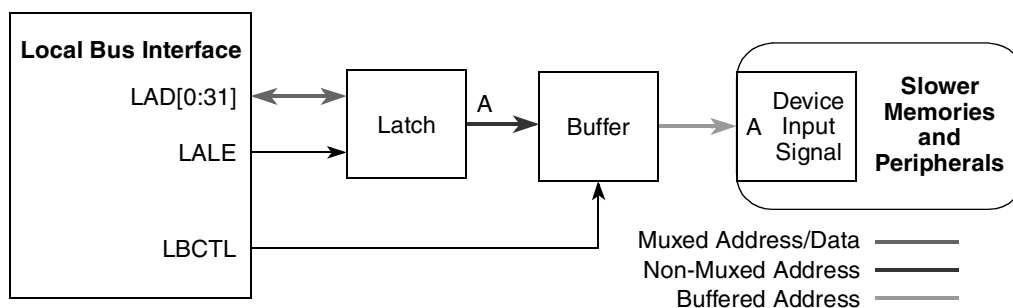 Local Bus Interface
LAD[0:31]
LALE
LBCTL
Latch
A
Buffer
A
Device
Input
Signal
Slower
Memories
and
Peripherals
Muxed Address/Data
Non-Muxed Address
Buffered Address